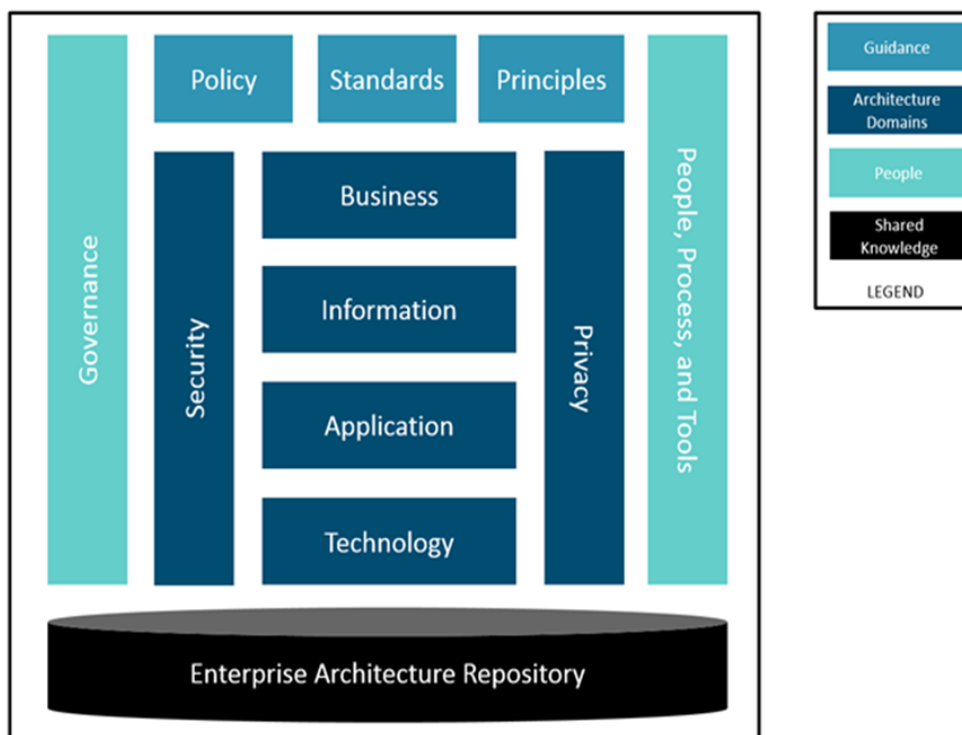 Policy
Standards
Principles
Governance
Security
Business
Information
Application
Technology
Privacy
People, Process, and Tools
Enterprise Architecture Repository
Guidance
Architecture
Domains
People
Shared
Knowledge
LEGEND